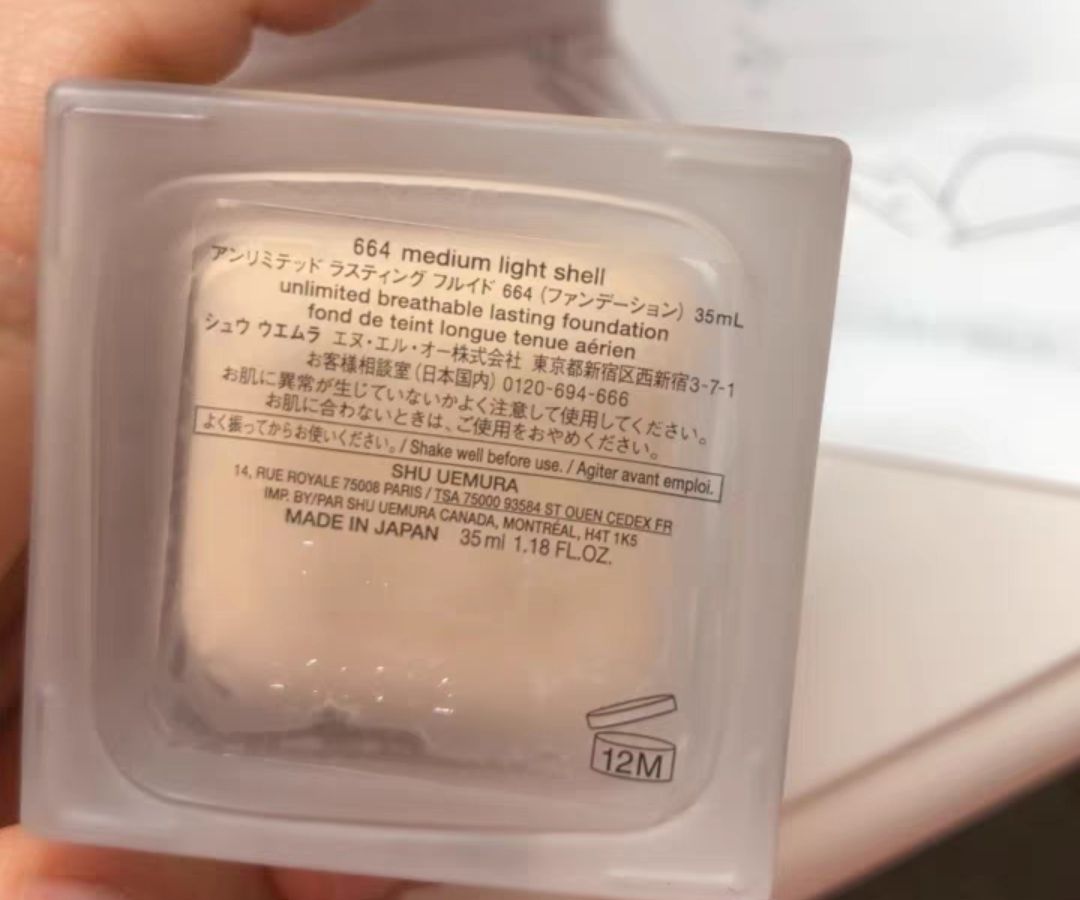 664 medium light shell
アンリミテッド ラスティング フルイド 664 (ファンデーション) 35mL
unlimited breathable lasting foundation
fond de teint longue tenue aérien
シュウ ウエムラ エヌ・エル・オー株式会社 東京都新宿区西新宿3-7-1
お客様相談室 (日本国内) 0120-694-666
お肌に異常が生じていないかよく注意して使用してください。
お肌に合わないときは、ご使用をおやめください。
よく振ってからお使いください。/ Shake well before use. / Agiter avant emploi.
SHU UEMURA
14, RUE ROYALE 75008 PARIS / TSA 75000 93584 ST OUEN CEDEX FR
IMP. BY/PAR SHU UEMURA CANADA, MONTRÉAL, H4T 1K5
MADE IN JAPAN 35 ml 1.18 FL.OZ.
12M